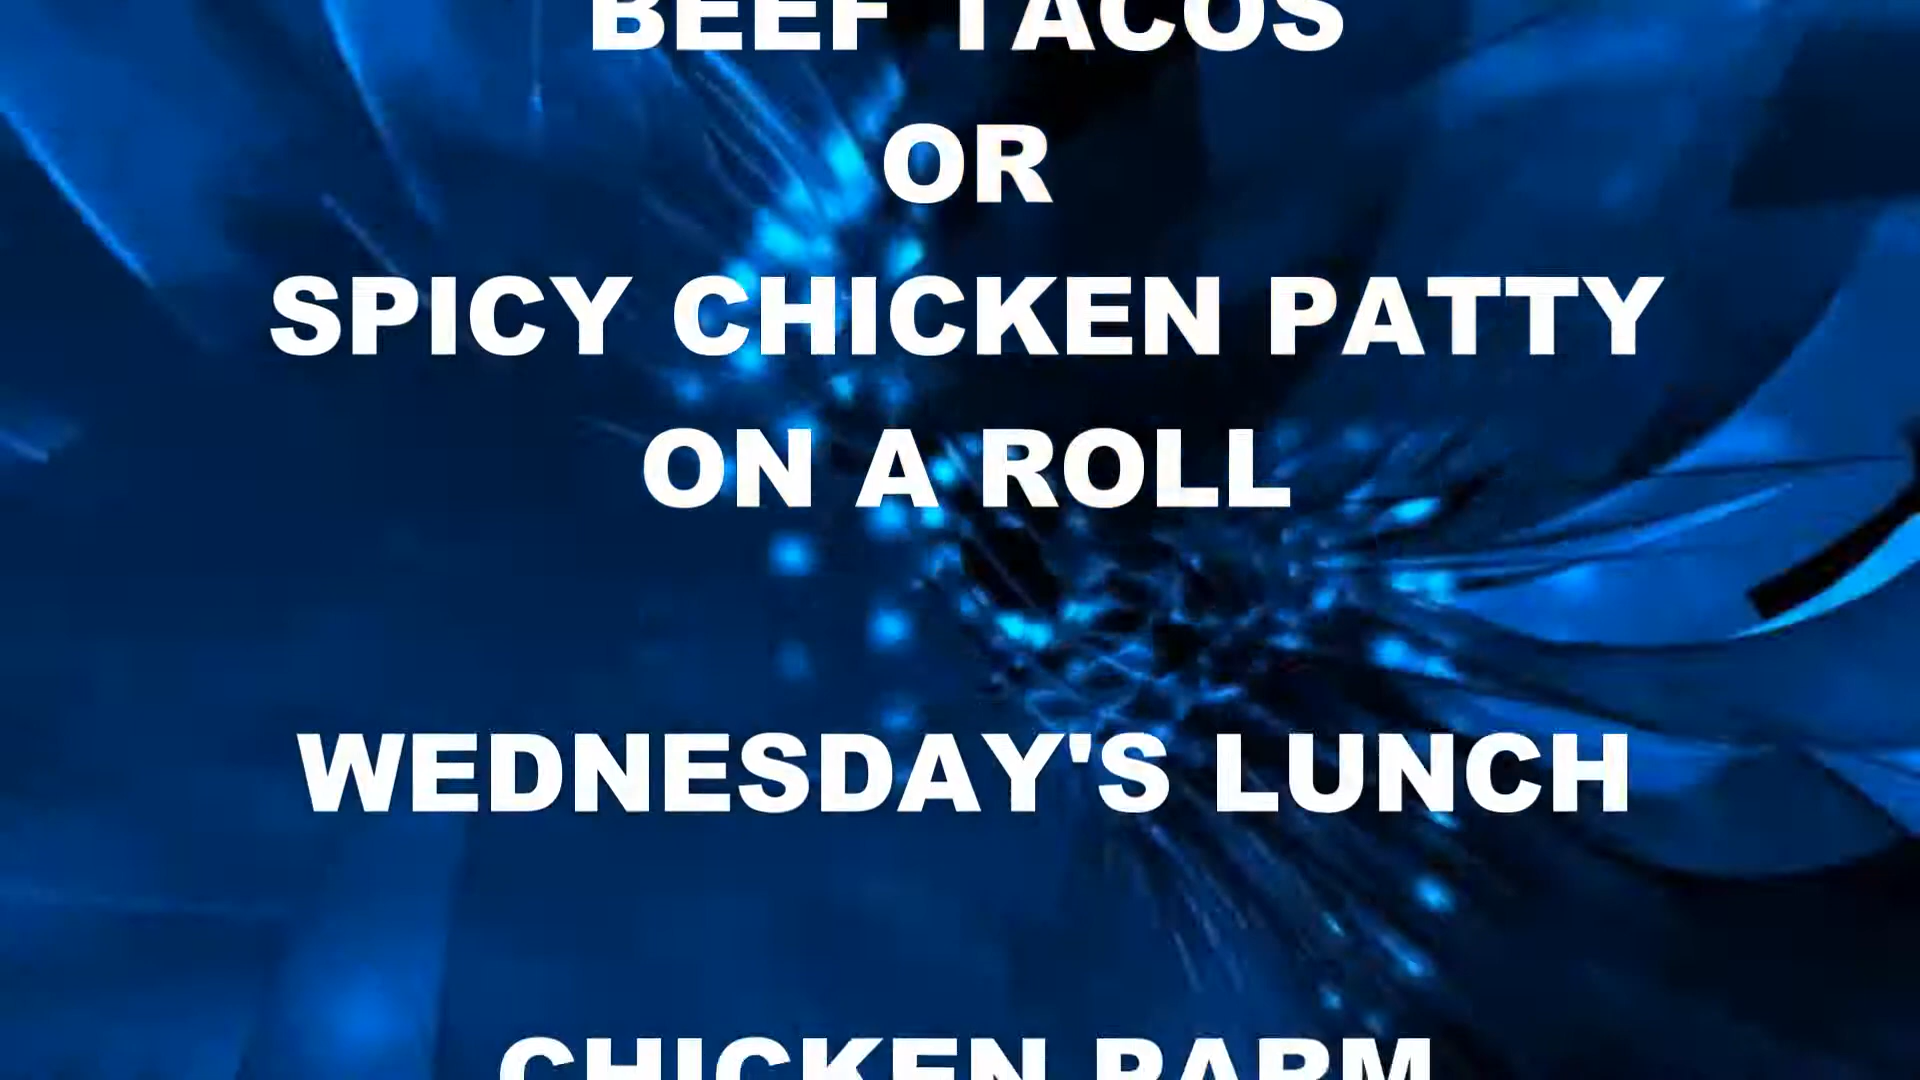 BEEF TACOS
OR
SPICY CHICKEN PATTY
ON A ROLL
WEDNESDAY'S LUNCH
CHICKEN PARM